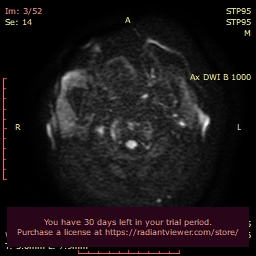 Im: 3/52
Se: 14
STP95
STP95
M
A
Ax DWI B 1000
R
L
You have 30 days left in your trial period.
Purchase a license at https://radiantviewer.com/store/